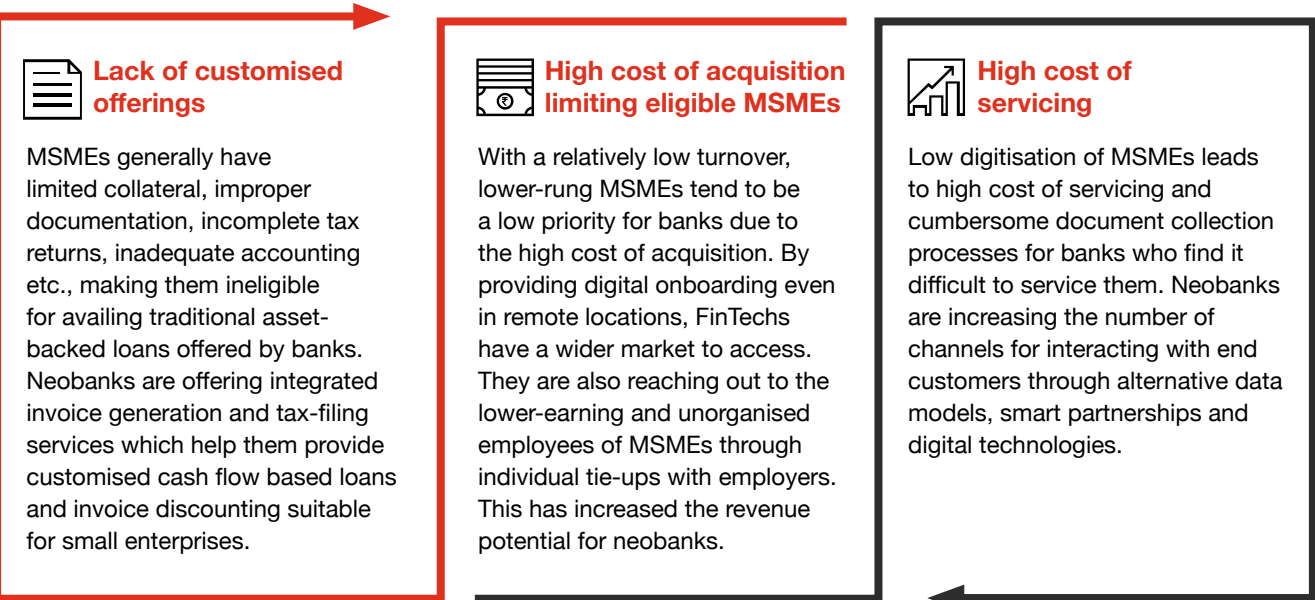 Lack of customised
offerings
MSMEs generally have
limited collateral, improper
documentation, incomplete tax
returns, inadequate accounting
etc., making them ineligible
for availing traditional asset-
backed loans offered by banks.
Neobanks are offering integrated
invoice generation and tax-filing
services which help them provide
customised cash flow based loans
and invoice discounting suitable
for small enterprises.
₹
High cost of acquisition
limiting eligible MSMEs
With a relatively low turnover,
lower-rung MSMEs tend to be
a low priority for banks due to
the high cost of acquisition. By
providing digital onboarding even
in remote locations, FinTechs
have a wider market to access.
They are also reaching out to the
lower-earning and unorganised
employees of MSMEs through
individual tie-ups with employers.
This has increased the revenue
potential for neobanks.
High cost of
servicing
Low digitisation of MSMEs leads
to high cost of servicing and
cumbersome document collection
processes for banks who find it
difficult to service them. Neobanks
are increasing the number of
channels for interacting with end
customers through alternative data
models, smart partnerships and
digital technologies.